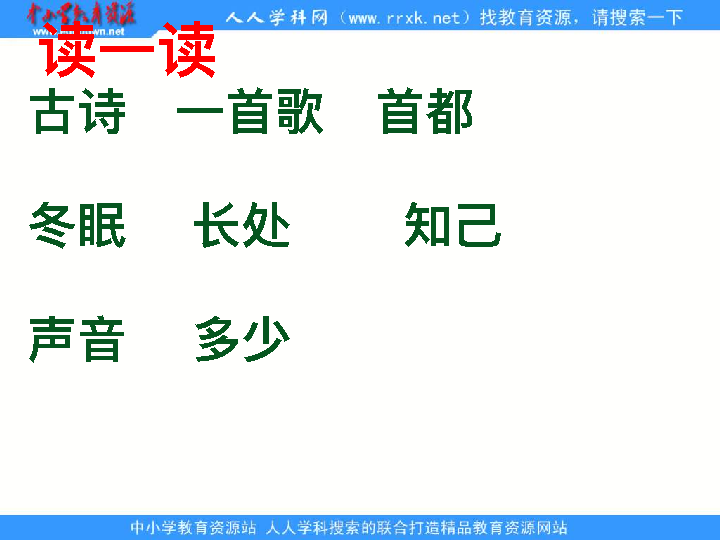 中小学教育资源
人人学科网（www.rrxk.net）找教育资源，请搜索一下
读一读
古诗 一首歌 首都
冬眠 长处 知己
声音 多少
中小学教育资源站 人人学科搜索的联合打造精品教育资源网站